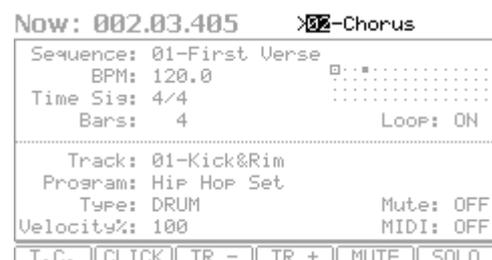 Now: 002.03.405 >02-Chorus
Sequence: 01-First Verse
BPM: 120.0
Time Sig: 4/4
Bars: 4 Loop: ON
Track: 01-Kick&Rim
Program: Hip Hop Set
Type: DRUM Mute: OFF
Velocity%: 100 MIDI: OFF
T.C. CLICK TR - TR + MUTE SOLO